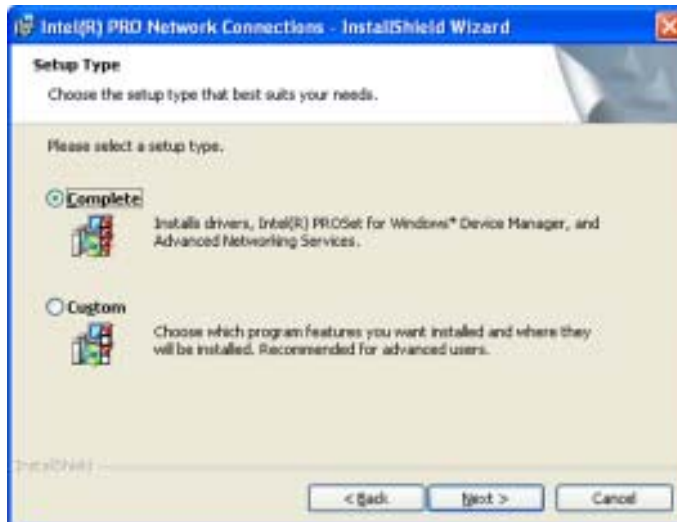 Intel(R) PRO Network Connections - InstallShield Wizard
Setup Type
Choose the setup type that best suits your needs.
Please select a setup type.
Complete
Installs drivers, Intel(R) PROSet for Windows* Device Manager, and
Advanced Networking Services.
Custom
Choose which program features you want installed and where they
will be installed. Recommended for advanced users.
InstallShield
< Back
Next >
Cancel